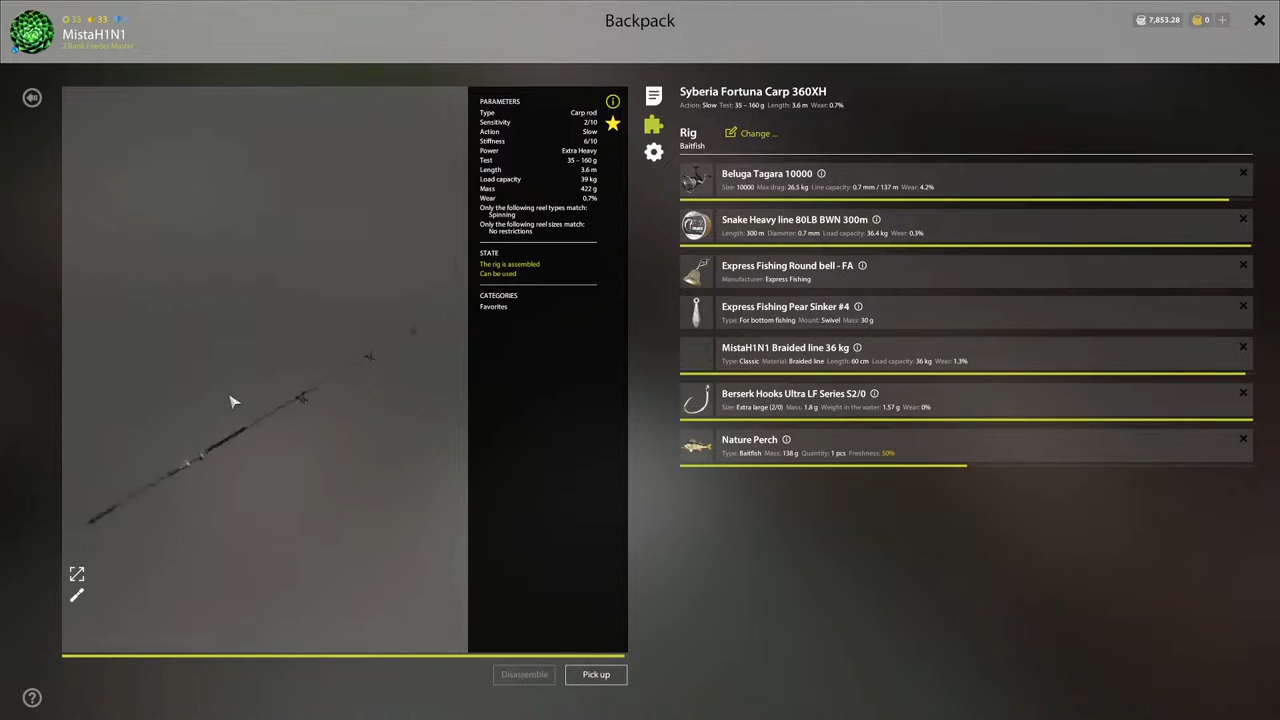 33 33
MistaH1N1
2 Bank Feeder Master
Backpack
7,853.28 0
PARAMETERS
Type Carp rod
Sensitivity 2/10
Action Slow
Stiffness 6/10
Power Extra Heavy
Test 35 – 160 g
Length 3.6 m
Load capacity 39 kg
Mass 422 g
Wear 0.7%
Only the following reel types match:
Spinning
Only the following reel sizes match:
No restrictions
STATE
The rig is assembled
Can be used
CATEGORIES
Favorites
Disassemble
Pick up
Syberia Fortuna Carp 360XH
Action: Slow Test: 35 – 160 g Length: 3.6 m Wear: 0.7%
Rig Change ...
Baitfish
Beluga Tagara 10000
Size: 10000 Max drag: 26.5 kg Line capacity: 0.7 mm / 137 m Wear: 4.2%
Snake Heavy line 80LB BWN 300m
Length: 300 m Diameter: 0.7 mm Load capacity: 36.4 kg Wear: 0.3%
Express Fishing Round bell - FA
Manufacturer: Express Fishing
Express Fishing Pear Sinker #4
Type: For bottom fishing Mount: Swivel Mass: 30 g
MistaH1N1 Braided line 36 kg
Type: Classic Material: Braided line Length: 60 cm Load capacity: 36 kg Wear: 1.3%
Berserk Hooks Ultra LF Series S2/0
Size: Extra large (2/0) Mass: 1.8 g Weight in the water: 1.57 g Wear: 0%
Nature Perch
Type: Baitfish Mass: 138 g Quantity: 1 pcs Freshness: 50%